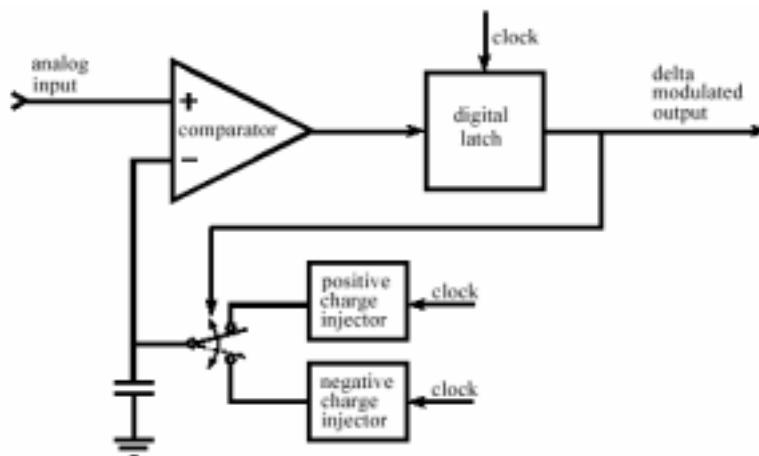 analog
input
+
comparator
−
clock
digital
latch
delta
modulated
output
positive
charge
injector
clock
negative
charge
injector
clock